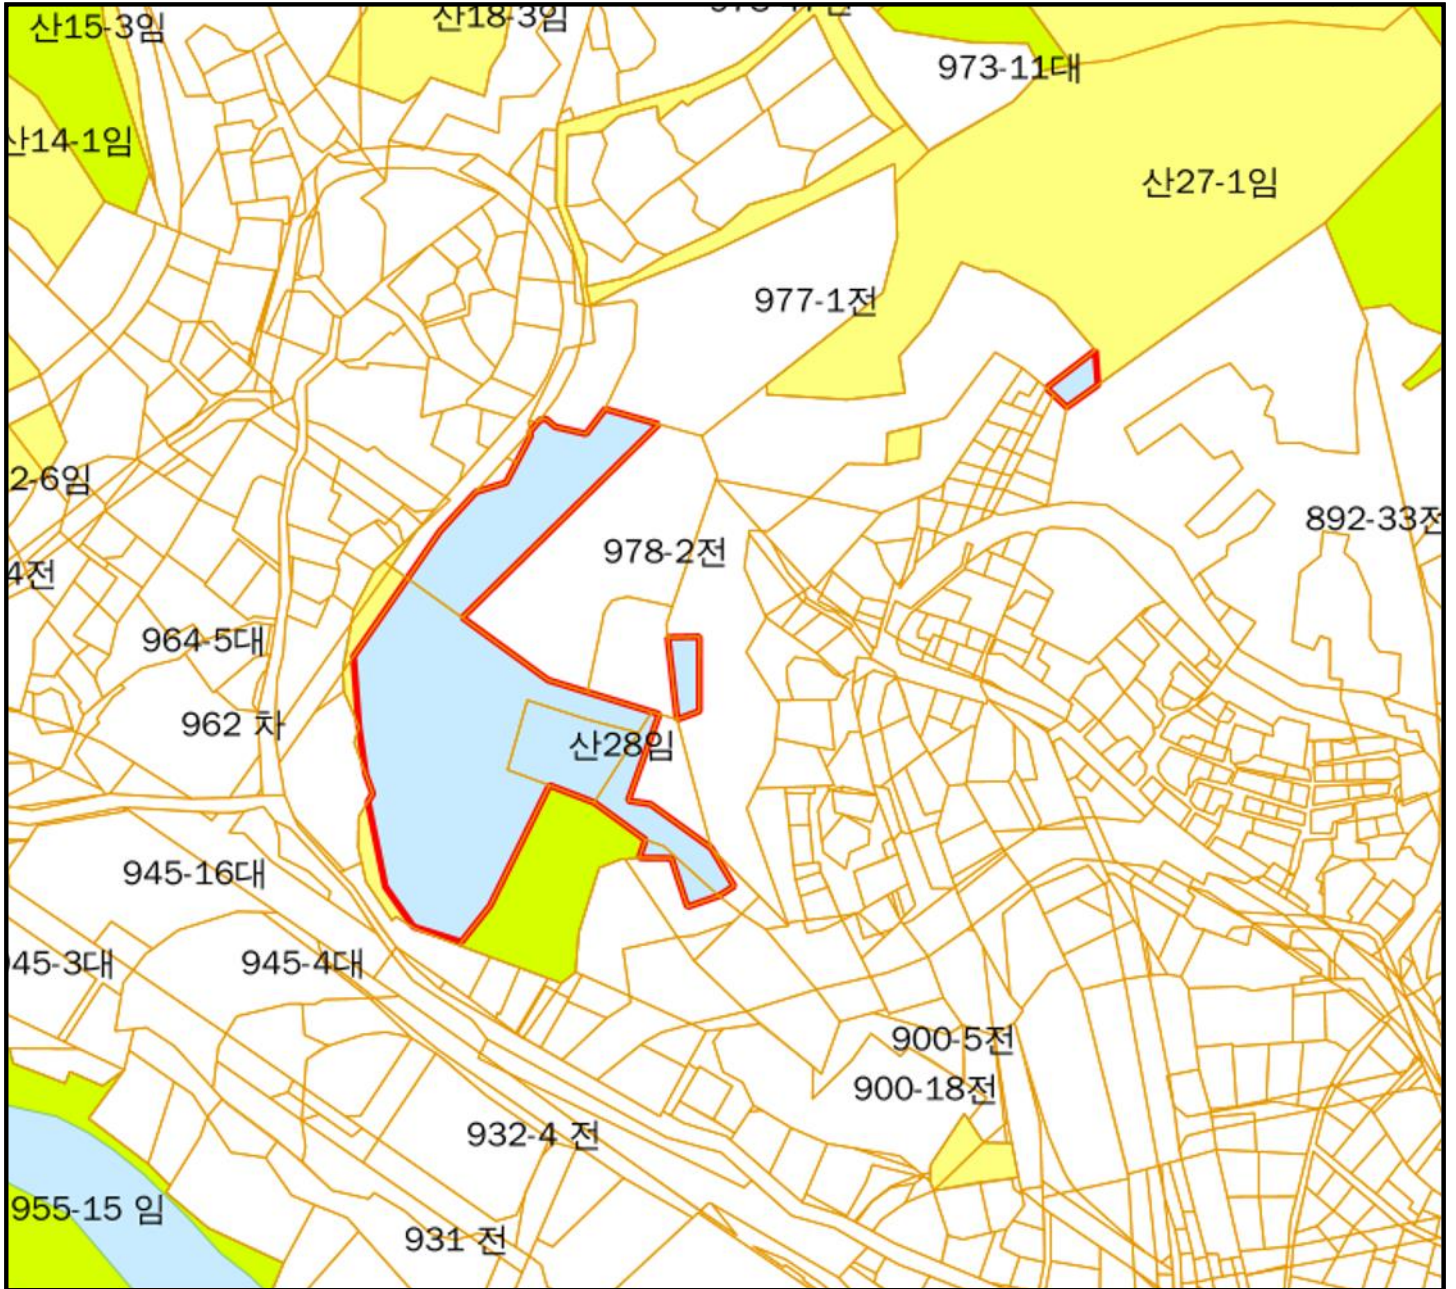 산15-3임
산18-3임
973-11대
산14-1임
산27-1임
977-1전
2-6임
892-33전
978-2전
4전
964-5대
962 차
산28임
945-16대
945-3대
945-4대
900-5전
900-18전
932-4 전
955-15 임
931 전